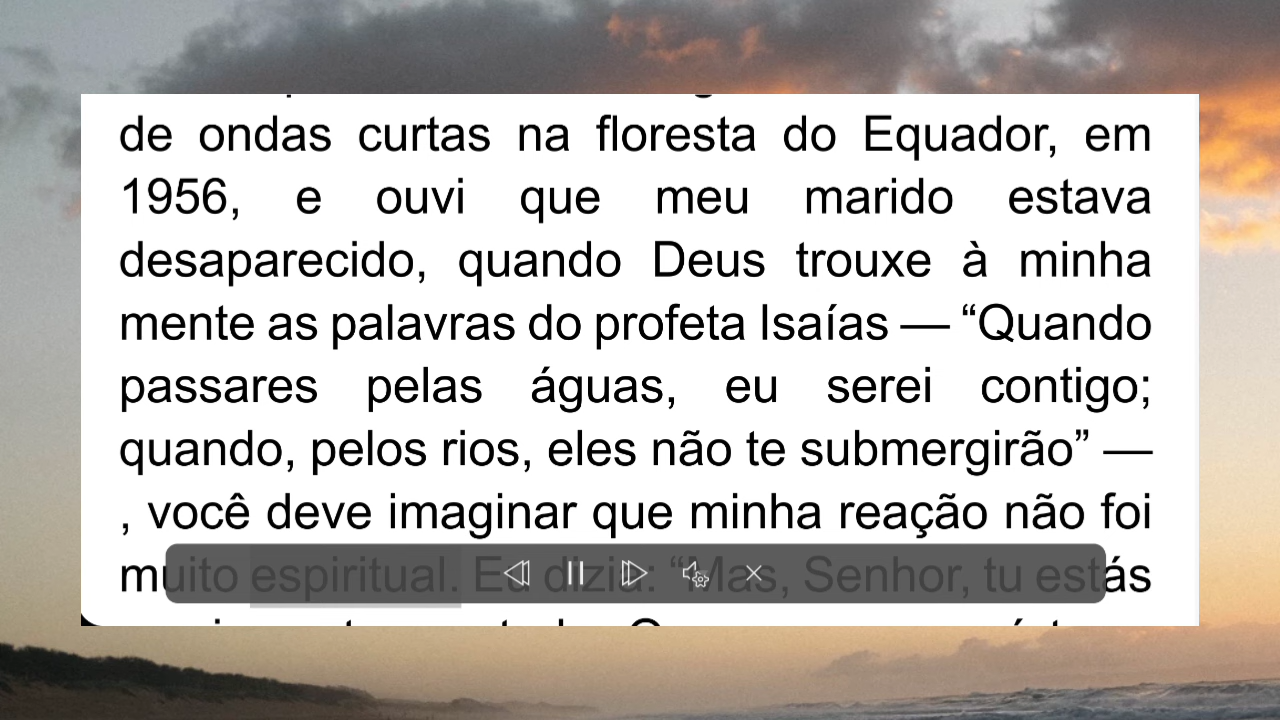 de ondas curtas na floresta do Equador, em
1956, e ouvi que meu marido estava
desaparecido, quando Deus trouxe à minha
mente as palavras do profeta Isaías — “Quando
passares pelas águas, eu serei contigo;
quando, pelos rios, eles não te submergirão” —
, você deve imaginar que minha reação não foi
muito espiritual. Eu dizia: “Mas, Senhor, tu estás